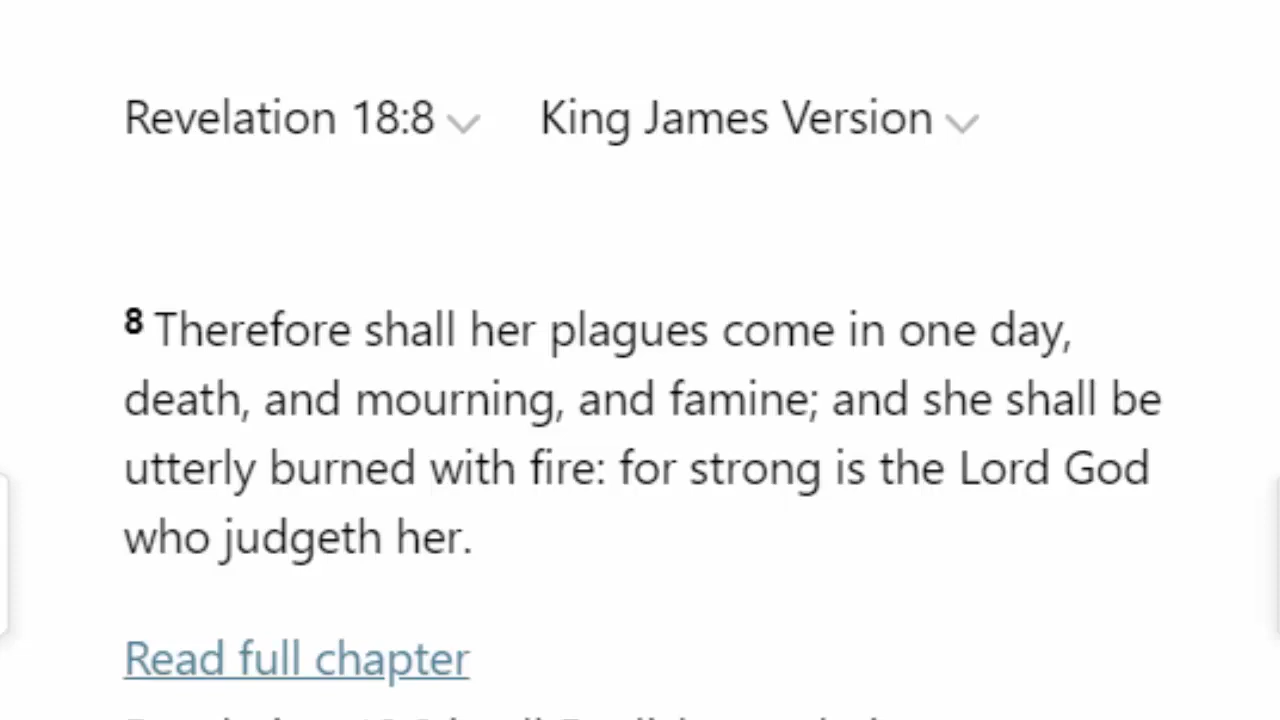 Revelation 18:8 King James Version
8 Therefore shall her plagues come in one day,
death, and mourning, and famine; and she shall be
utterly burned with fire: for strong is the Lord God
who judgeth her.
Read full chapter